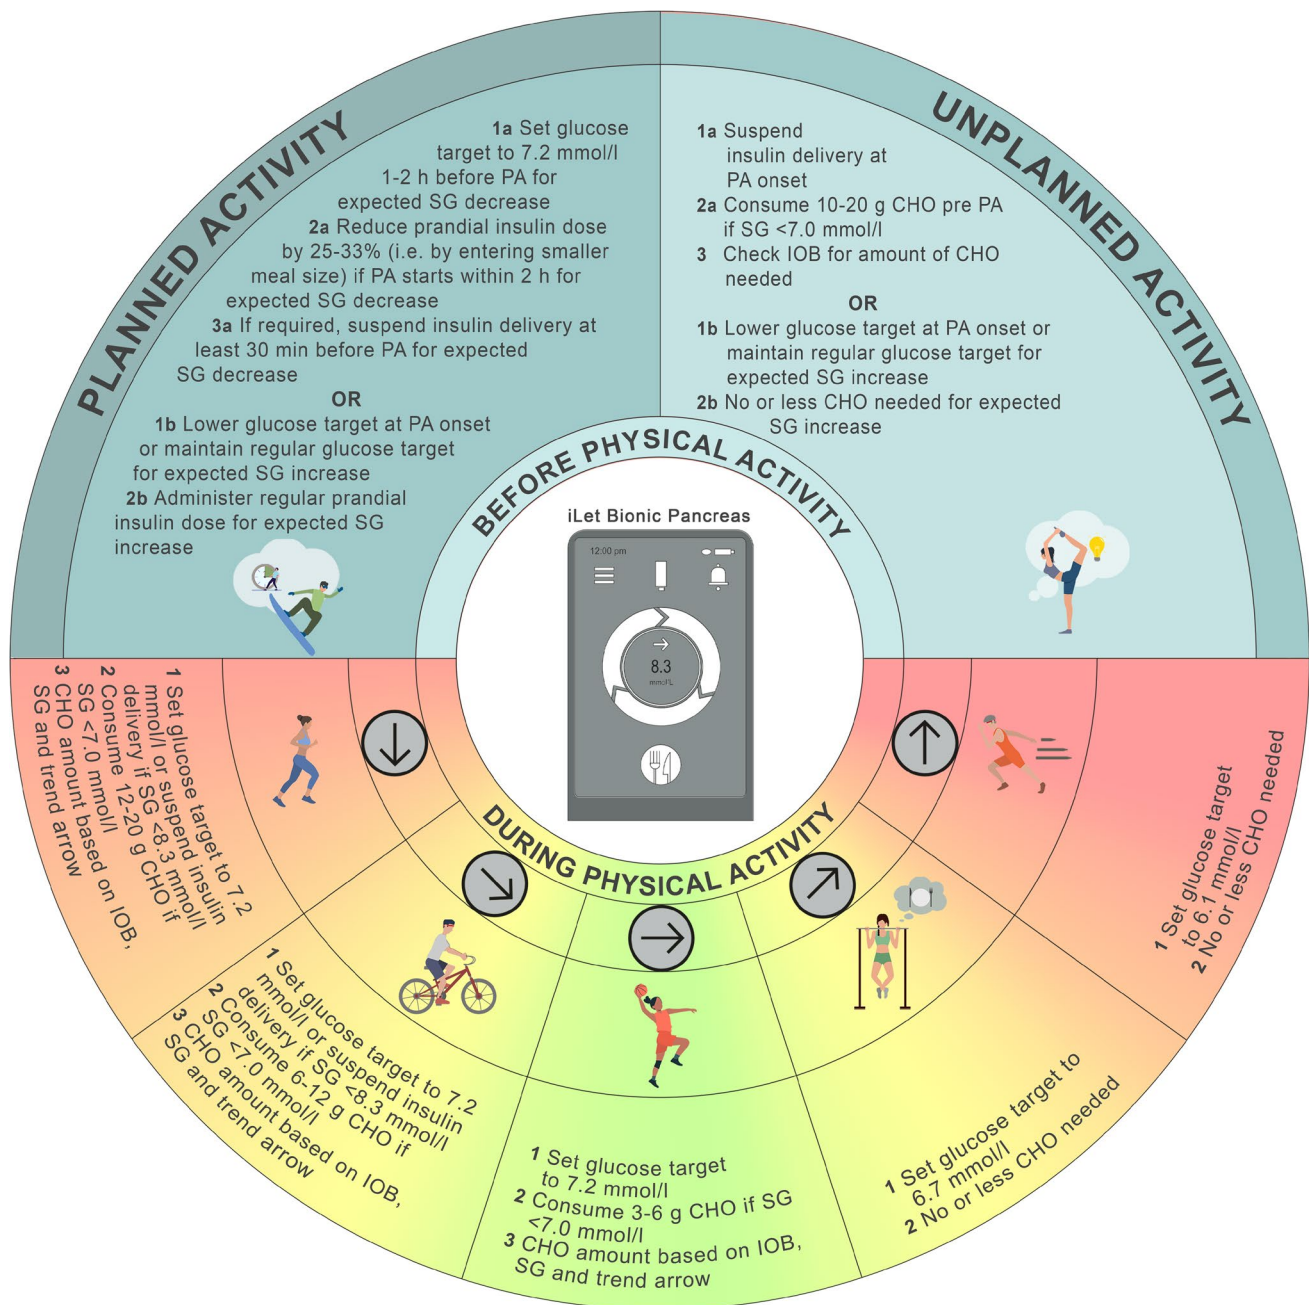 PLANNED ACTIVITY
1a Set glucose
target to 7.2 mmol/l
1-2 h before PA for
expected SG decrease
2a Reduce prandial insulin dose
by 25-33% (i.e. by entering smaller
meal size) if PA starts within 2 h for
expected SG decrease
3a If required, suspend insulin delivery at
least 30 min before PA for expected
SG decrease
OR
1b Lower glucose target at PA onset
or maintain regular glucose target
for expected SG increase
2b Administer regular prandial
insulin dose for expected SG
increase
UNPLANNED ACTIVITY
1a Suspend
insulin delivery at
PA onset
2a Consume 10-20 g CHO pre PA
if SG <7.0 mmol/l
3 Check IOB for amount of CHO
needed
OR
1b Lower glucose target at PA onset or
maintain regular glucose target for
expected SG increase
2b No or less CHO needed for expected
SG increase
BEFORE PHYSICAL ACTIVITY
iLet Bionic Pancreas
12:00 pm
8.3
mmol/L
DURING PHYSICAL ACTIVITY
1 Set glucose target to 7.2
mmol/l or suspend insulin
delivery if SG <8.3 mmol/l
2 Consume 12-20 g CHO if
SG <7.0 mmol/l
3 CHO amount based on IOB,
SG and trend arrow
1 Set glucose target to 7.2
mmol/l or suspend insulin
delivery if SG <8.3 mmol/l
2 Consume 6-12 g CHO if
SG <7.0 mmol/l
3 CHO amount based on IOB,
SG and trend arrow
1 Set glucose target
to 7.2 mmol/l
2 Consume 3-6 g CHO if SG
<7.0 mmol/l
3 CHO amount based on IOB,
SG and trend arrow
1 Set glucose target to
6.7 mmol/l
2 No or less CHO needed
1 Set glucose target
to 6.1 mmol/l
2 No or less CHO needed